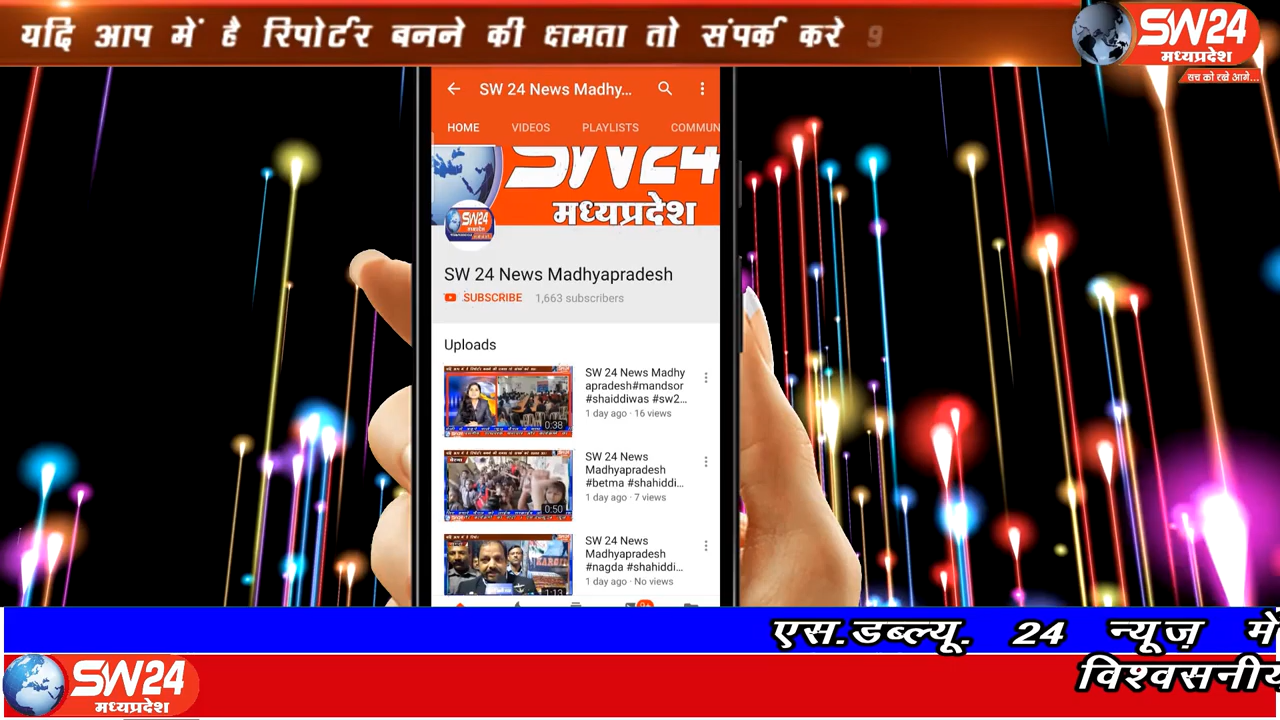 यदि आप में है रिपोर्टर बनने की क्षमता तो संपर्क करे 9
SW24
मध्यप्रदेश
सच को रखे आगे...
SW 24 News Madhy...
HOME VIDEOS PLAYLISTS COMMUN
SW24
मध्यप्रदेश
SW24
SW 24 News Madhyapradesh
SUBSCRIBE 1,663 subscribers
Uploads
SW 24 News Madhy
apradesh#mandsor
#shaiddiwas #sw2...
1 day ago · 16 views
0:38
SW 24 News
Madhyapradesh
#betma #shahiddi...
1 day ago · 7 views
0:50
SW 24 News
Madhyapradesh
#nagda #shahiddi...
1 day ago · No views
1:13
एस.डब्ल्यू. 24 न्यूज़ में
विश्वसनीय
SW24
मध्यप्रदेश